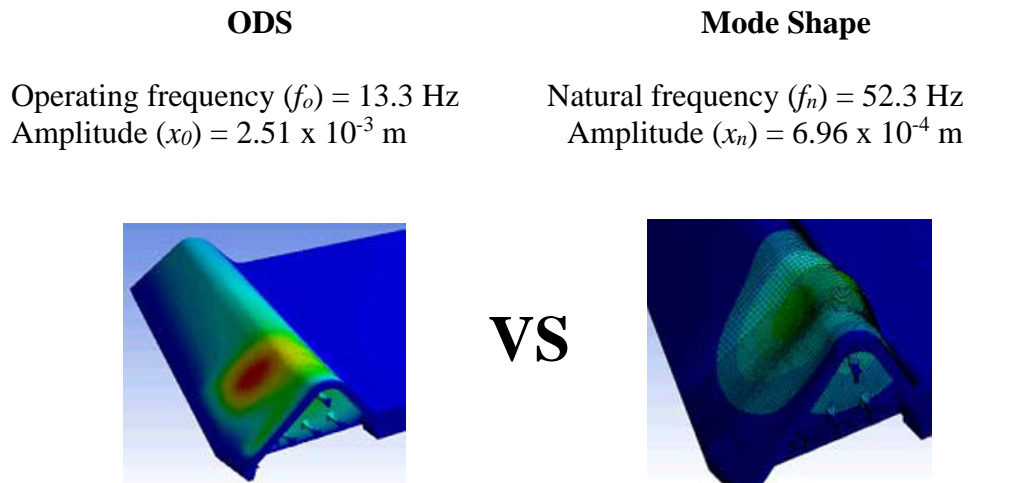 ODS
Mode Shape
Operating frequency (fo) = 13.3 Hz
Amplitude (x0) = 2.51 x 10-3 m
Natural frequency (fn) = 52.3 Hz
Amplitude (xn) = 6.96 x 10-4 m
VS